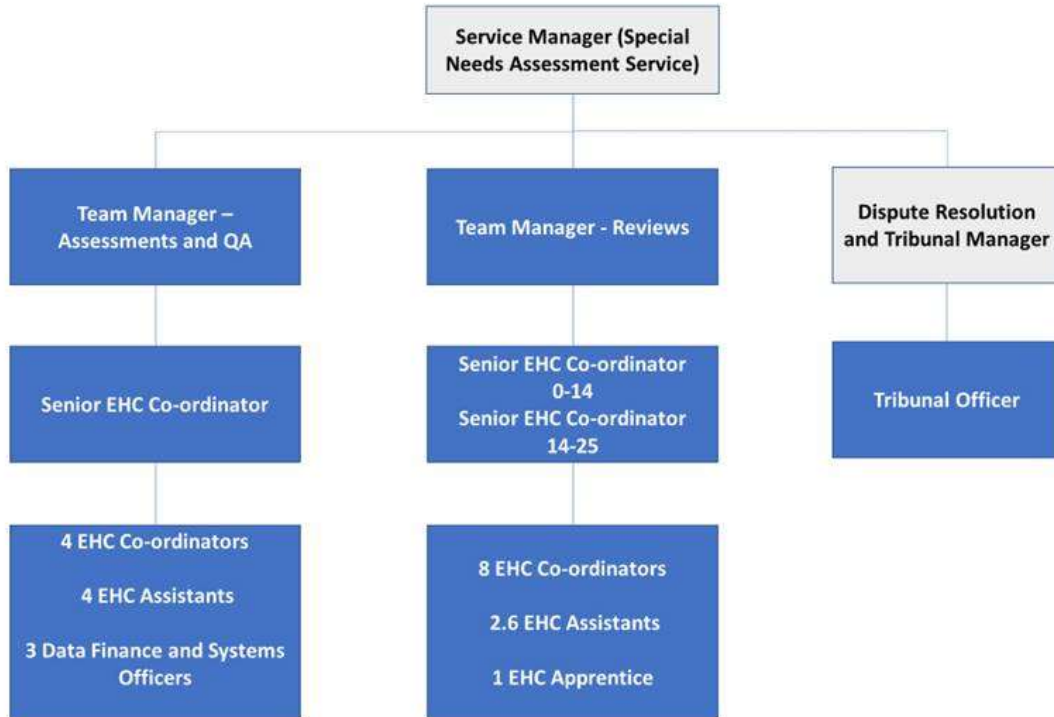 Service Manager (Special
Needs Assessment Service)
Team Manager –
Assessments and QA
Team Manager - Reviews
Dispute Resolution
and Tribunal Manager
Senior EHC Co-ordinator
Senior EHC Co-ordinator
0-14
Senior EHC Co-ordinator
14-25
Tribunal Officer
4 EHC Co-ordinators
4 EHC Assistants
3 Data Finance and Systems
Officers
8 EHC Co-ordinators
2.6 EHC Assistants
1 EHC Apprentice